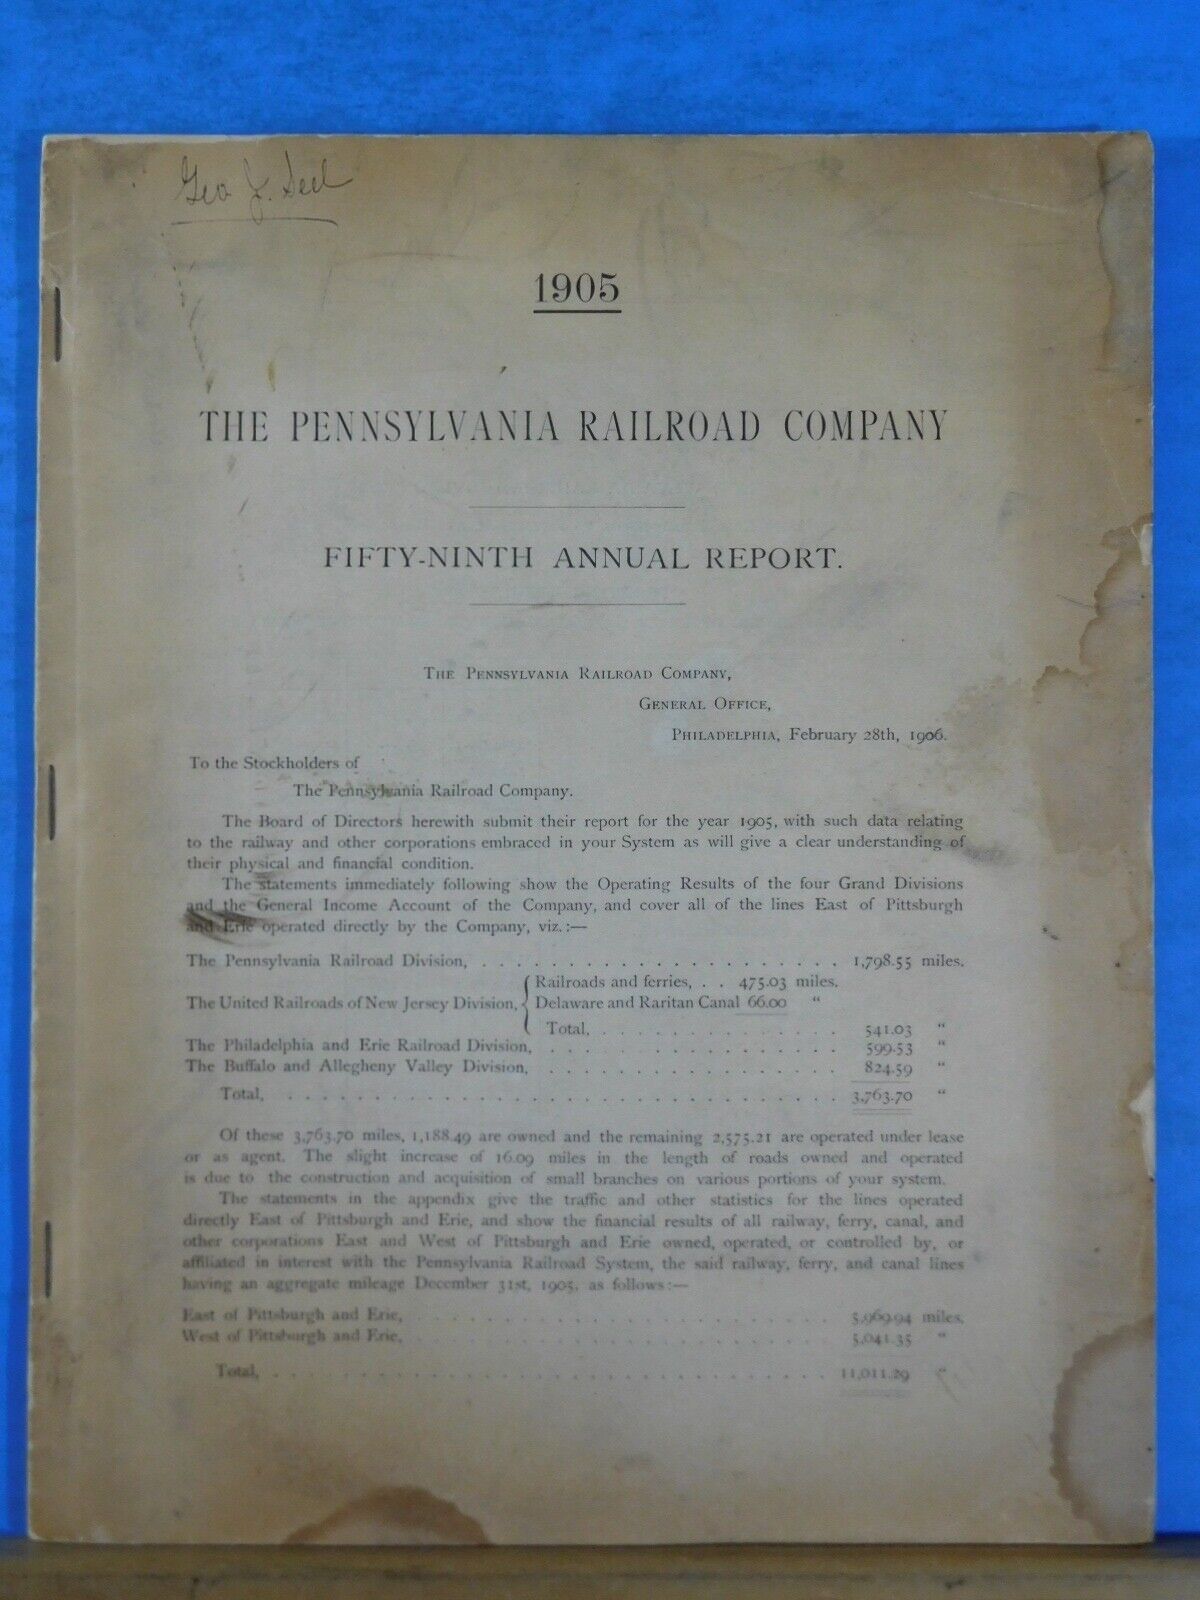 Geo J.
1905
THE PENNSYLVANIA RAILROAD COMPANY
FIFTY-NINTH ANNUAL REPORT.
THE PENNSYLVANIA RAILROAD COMPANY,
GENERAL OFFICE,
PHILADELPHIA, February 28th, 1906.
To the Stockholders of
The Pennsylvania Railroad Company.
The Board of Directors herewith submit their report for the year 1905, with such data relating
to the railway and other corporations embraced in your System as will give a clear understanding of
their physical and financial condition.
The statements immediately following show the Operating Results of the four Grand Divisions
and the General Income Account of the Company, and cover all of the lines East of Pittsburgh
and Erie operated directly by the Company, viz.:—
The Pennsylvania Railroad Division, . . . . . . . . . . . . . . . . . . . . . 1,798.55 miles.
Railroads and ferries, . . 475.03 miles.
The United Railroads of New Jersey Division, { Delaware and Raritan Canal 66.00 "
Total, . . . . . . . . . . . . . . 541.03 "
The Philadelphia and Erie Railroad Division, . . . . . . . . . . . . . . . . . 599.53 "
The Buffalo and Allegheny Valley Division, . . . . . . . . . . . . . . . . . 824.59 "
Total, . . . . . . . . . . . . . . . . . . . . . . . . . . . . . . . . 3,763.70 "
Of these 3,763.70 miles, 1,188.49 are owned and the remaining 2,575.21 are operated under lease
or as agent. The slight increase of 16.09 miles in the length of roads owned and operated
is due to the construction and acquisition of small branches on various portions of your system.
The statements in the appendix give the traffic and other statistics for the lines operated
directly East of Pittsburgh and Erie, and show the financial results of all railway, ferry, canal, and
other corporations East and West of Pittsburgh and Erie owned, operated, or controlled by, or
affiliated in interest with the Pennsylvania Railroad System, the said railway, ferry, and canal lines
having an aggregate mileage December 31st, 1905, as follows:—
East of Pittsburgh and Erie, . . . . . . . . . . . . . . . . . . . . . . . . 5,969.94 miles.
West of Pittsburgh and Erie, . . . . . . . . . . . . . . . . . . . . . . . . 5,041.35 "
Total, . . . . . . . . . . . . . . . . . . . . . . . . . . . . . . . . 11,011.29 "